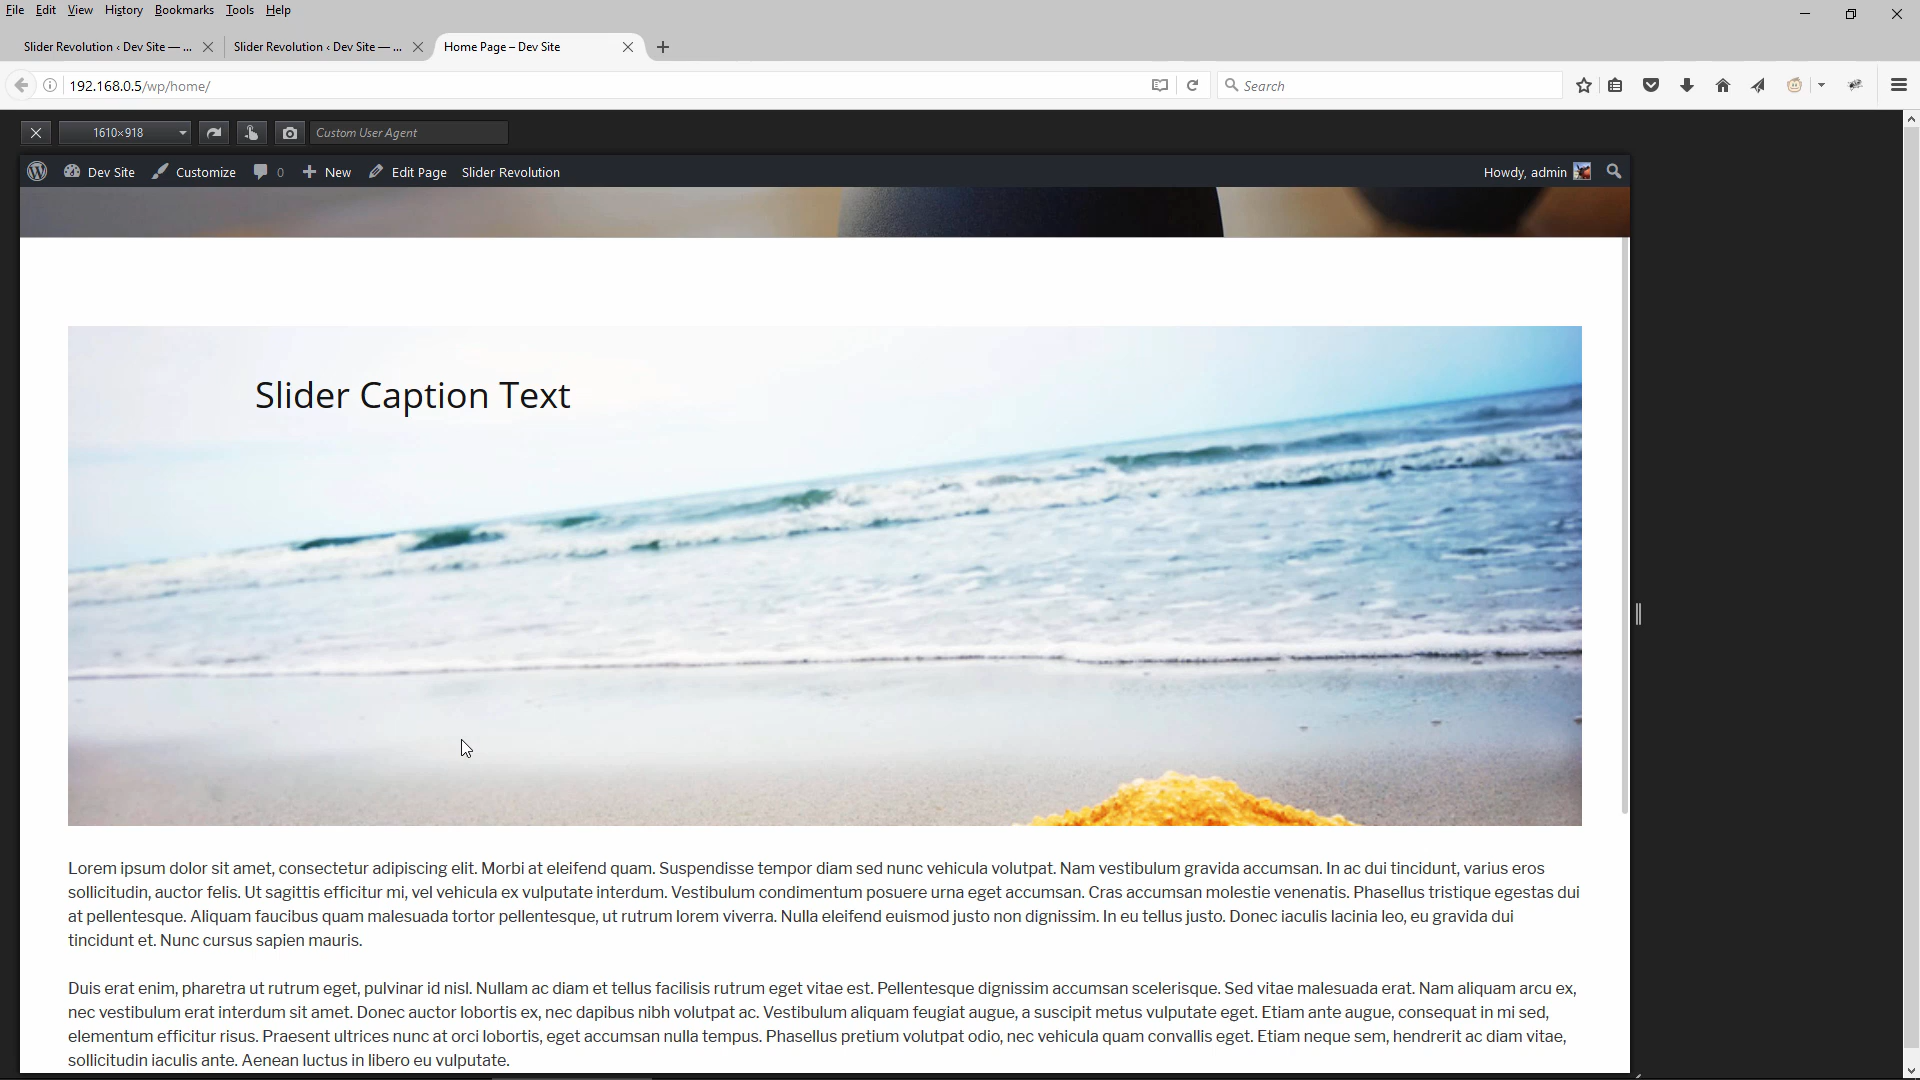 File Edit View History Bookmarks Tools Help
Slider Revolution ‹ Dev Site — ... Slider Revolution ‹ Dev Site — ... Home Page – Dev Site
192.168.0.5/wp/home/ Search
1610×918 Custom User Agent
Dev Site Customize 0 New Edit Page Slider Revolution Howdy, admin
Slider Caption Text
Lorem ipsum dolor sit amet, consectetur adipiscing elit. Morbi at eleifend quam. Suspendisse tempor diam sed nunc vehicula volutpat. Nam vestibulum gravida accumsan. In ac dui tincidunt, varius eros
sollicitudin, auctor felis. Ut sagittis efficitur mi, vel vehicula ex vulputate interdum. Vestibulum condimentum posuere urna eget accumsan. Cras accumsan molestie venenatis. Phasellus tristique egestas dui
at pellentesque. Aliquam faucibus quam malesuada tortor pellentesque, ut rutrum lorem viverra. Nulla eleifend euismod justo non dignissim. In eu tellus justo. Donec iaculis lacinia leo, eu gravida dui
tincidunt et. Nunc cursus sapien mauris.
Duis erat enim, pharetra ut rutrum eget, pulvinar id nisl. Nullam ac diam et tellus facilisis rutrum eget vitae est. Pellentesque dignissim accumsan scelerisque. Sed vitae malesuada erat. Nam aliquam arcu ex,
nec vestibulum erat interdum sit amet. Donec auctor lobortis ex, nec dapibus nibh volutpat ac. Vestibulum aliquam feugiat augue, a suscipit metus vulputate eget. Etiam ante augue, consequat in mi sed,
elementum efficitur risus. Praesent ultrices nunc at orci lobortis, eget accumsan nulla tempus. Phasellus pretium volutpat odio, nec vehicula quam convallis eget. Etiam neque sem, hendrerit ac diam vitae,
sollicitudin iaculis ante. Aenean luctus in libero eu vulputate.